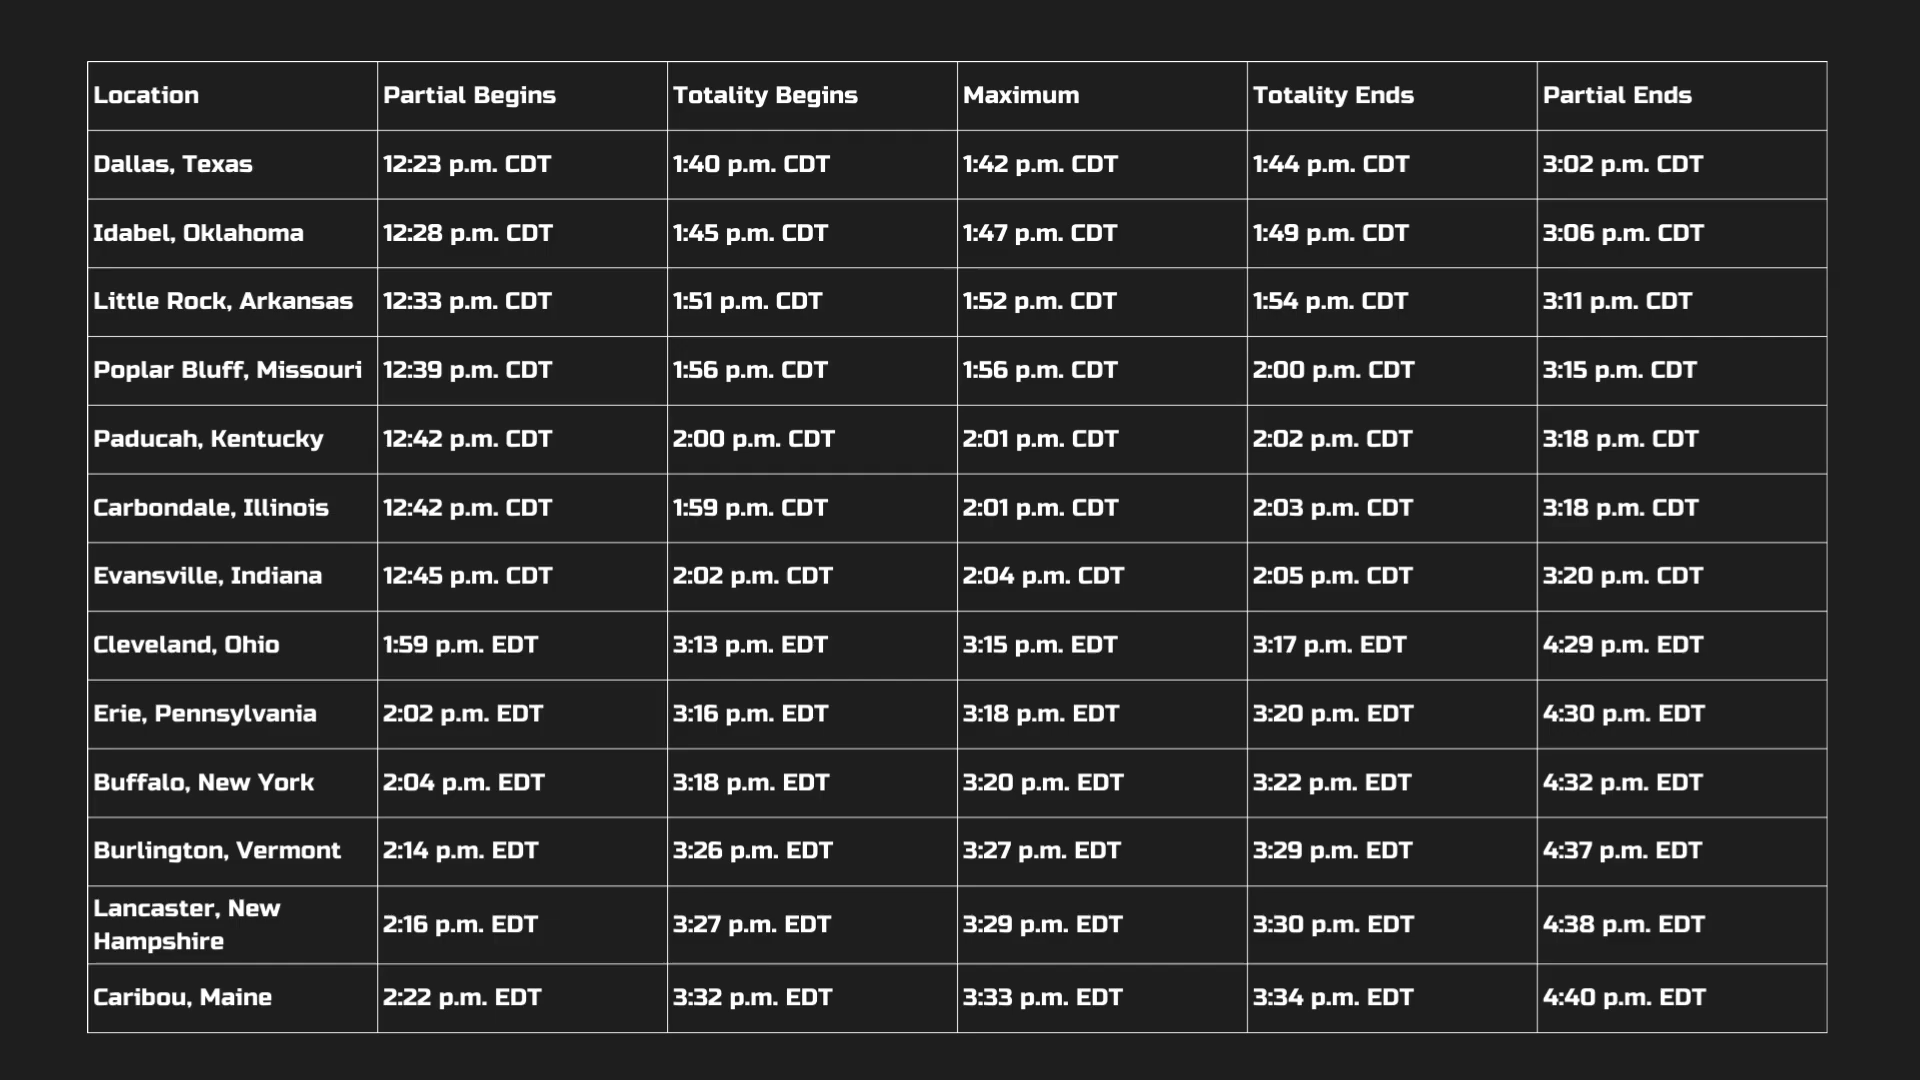 Location Partial Begins Totality Begins Maximum Totality Ends Partial Ends
Dallas, Texas 12:23 p.m. CDT 1:40 p.m. CDT 1:42 p.m. CDT 1:44 p.m. CDT 3:02 p.m. CDT
Idabel, Oklahoma 12:28 p.m. CDT 1:45 p.m. CDT 1:47 p.m. CDT 1:49 p.m. CDT 3:06 p.m. CDT
Little Rock, Arkansas 12:33 p.m. CDT 1:51 p.m. CDT 1:52 p.m. CDT 1:54 p.m. CDT 3:11 p.m. CDT
Poplar Bluff, Missouri 12:39 p.m. CDT 1:56 p.m. CDT 1:56 p.m. CDT 2:00 p.m. CDT 3:15 p.m. CDT
Paducah, Kentucky 12:42 p.m. CDT 2:00 p.m. CDT 2:01 p.m. CDT 2:02 p.m. CDT 3:18 p.m. CDT
Carbondale, Illinois 12:42 p.m. CDT 1:59 p.m. CDT 2:01 p.m. CDT 2:03 p.m. CDT 3:18 p.m. CDT
Evansville, Indiana 12:45 p.m. CDT 2:02 p.m. CDT 2:04 p.m. CDT 2:05 p.m. CDT 3:20 p.m. CDT
Cleveland, Ohio 1:59 p.m. EDT 3:13 p.m. EDT 3:15 p.m. EDT 3:17 p.m. EDT 4:29 p.m. EDT
Erie, Pennsylvania 2:02 p.m. EDT 3:16 p.m. EDT 3:18 p.m. EDT 3:20 p.m. EDT 4:30 p.m. EDT
Buffalo, New York 2:04 p.m. EDT 3:18 p.m. EDT 3:20 p.m. EDT 3:22 p.m. EDT 4:32 p.m. EDT
Burlington, Vermont 2:14 p.m. EDT 3:26 p.m. EDT 3:27 p.m. EDT 3:29 p.m. EDT 4:37 p.m. EDT
Lancaster, New
Hampshire 2:16 p.m. EDT 3:27 p.m. EDT 3:29 p.m. EDT 3:30 p.m. EDT 4:38 p.m. EDT
Caribou, Maine 2:22 p.m. EDT 3:32 p.m. EDT 3:33 p.m. EDT 3:34 p.m. EDT 4:40 p.m. EDT